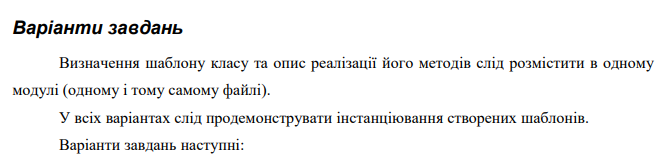 Варіанти завдань
Визначення шаблону класу та опис реалізації його методів слід розмістити в одному
модулі (одному і тому самому файлі).
У всіх варіантах слід продемонструвати інстанціювання створених шаблонів.
Варіанти завдань наступні: